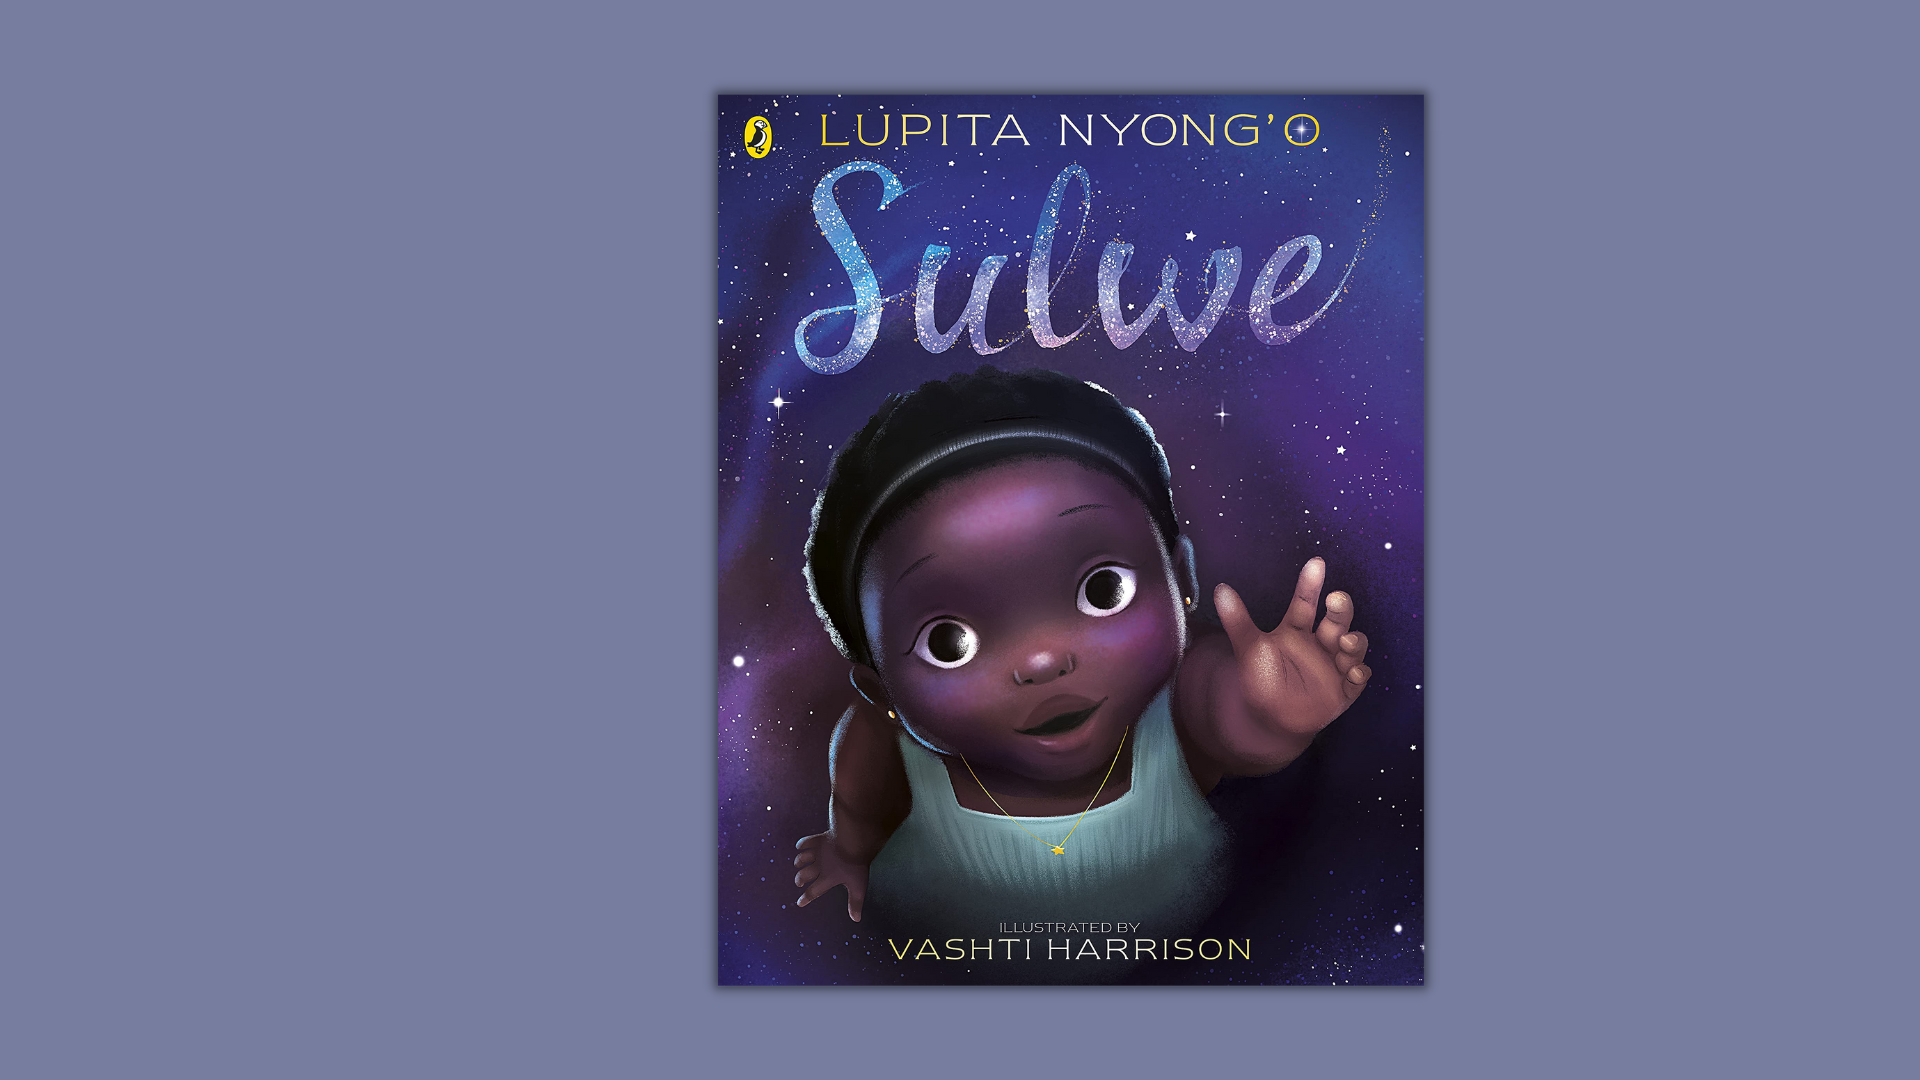 LUPITA NYONG'O
Sulwe
ILLUSTRATED BY
VASHTI HARRISON